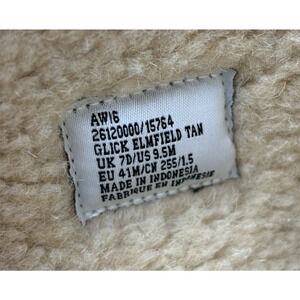 AW16
26120000/15764
GLICK ELMFIELD TAN
UK 7D/US 9.5M
EU 41M/CN 255/1.5
MADE IN INDONESIA
FABRIQUE EN INDONESIE